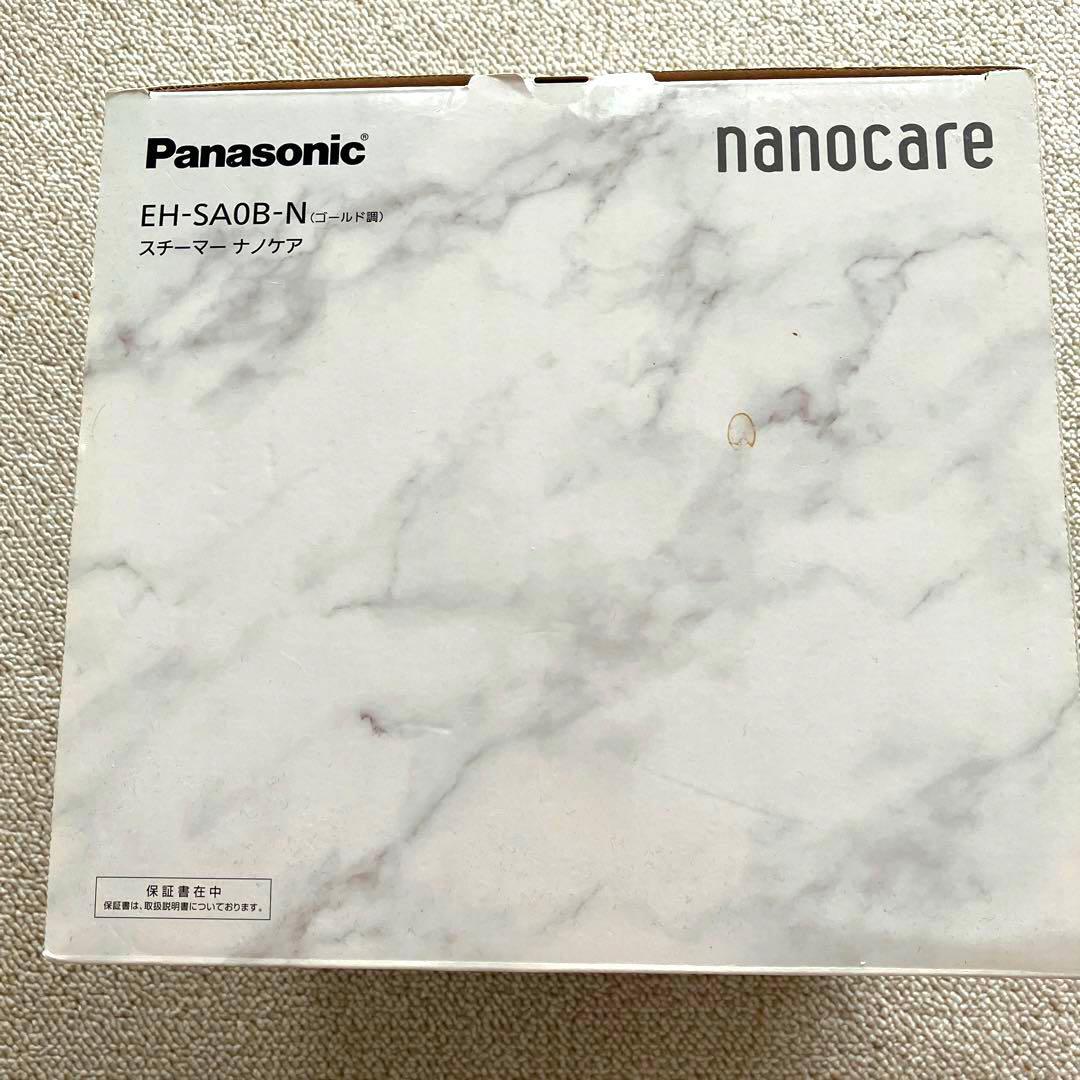 Panasonic®
nanocare
EH-SA0B-N(ゴールド調)
スチーマー ナノケア
保証書在中
保証書は、取扱説明書についております。